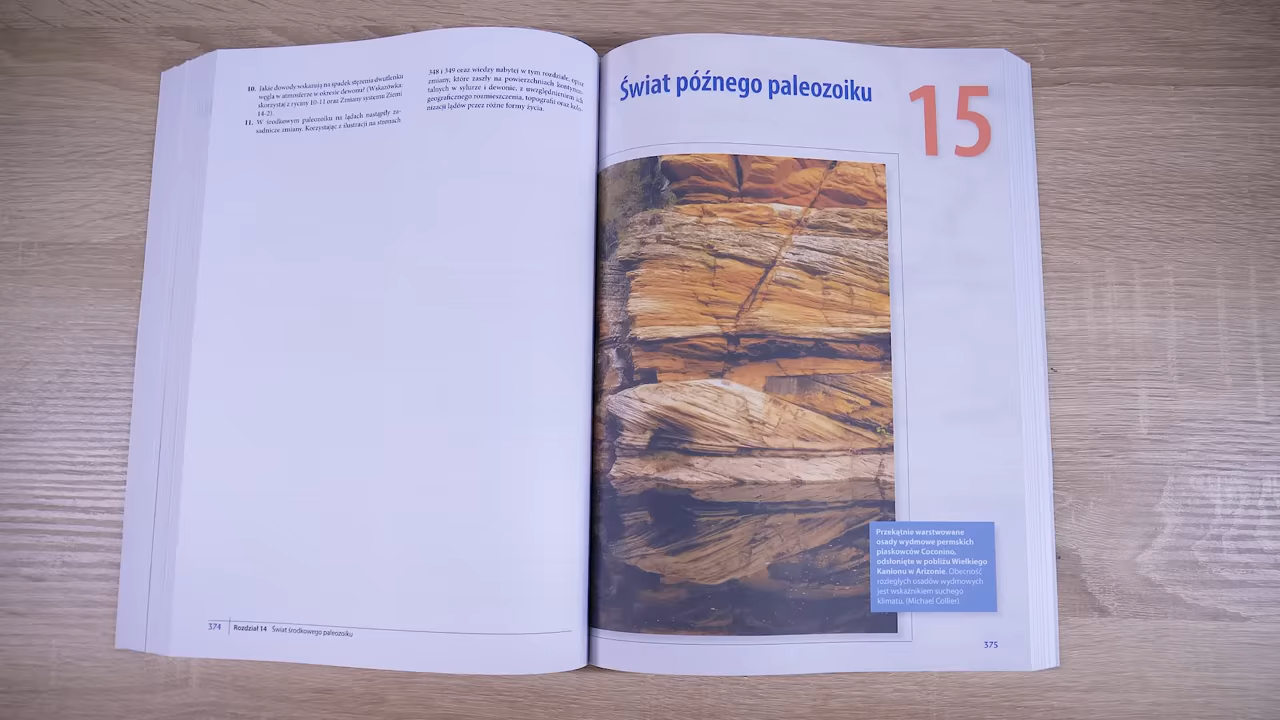 10. Jakie dowody wskazują na spadek stężenia dwutlenku
węgla w atmosferze w okresie dewonu? (Wskazówka:
skorzystaj z ryciny 10-11 oraz Zmiany systemu Ziemi
14-2).
11. W środkowym paleozoiku na lądach nastąpiły za-
sadnicze zmiany. Korzystając z ilustracji na stronach
348 i 349 oraz wiedzy nabytej w tym rozdziale, opisz
zmiany, które zaszły na powierzchniach kontynen-
talnych w sylurze i dewonie, z uwzględnieniem ich
geograficznego rozmieszczenia, topografii oraz kolo-
nizacji lądów przez różne formy życia.
374 Rozdział 14 Świat środkowego paleozoiku
Świat późnego paleozoiku
15
Przekątnie warstwowane
osady wydmowe permskich
piaskowców Coconino,
odsłonięte w pobliżu Wielkiego
Kanionu w Arizonie. Obecność
rozległych osadów wydmowych
jest wskaźnikiem suchego
klimatu. (Michael Collier).
375